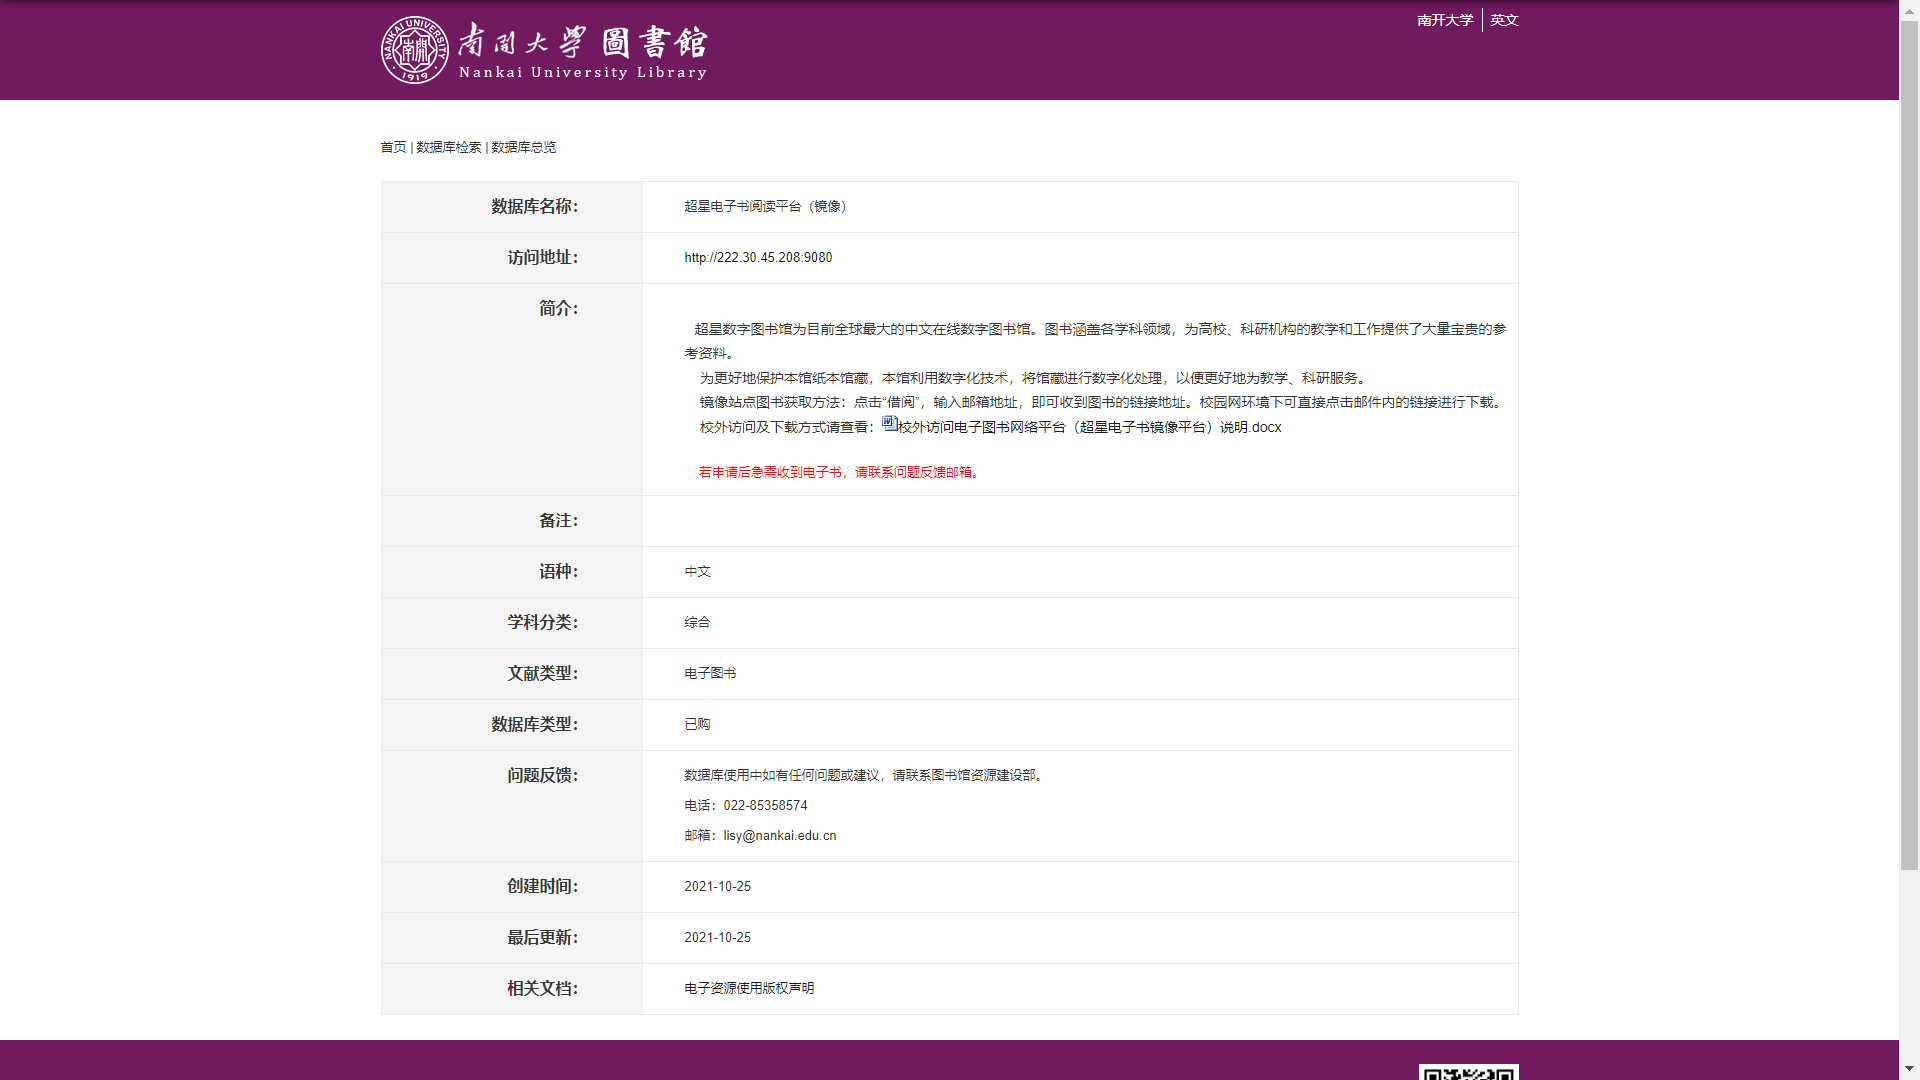 南开大学
英文
NANKAI UNIVERSITY
南開
1919
南開大學 圖書館
Nankai University Library
首页 | 数据库检索 | 数据库总览
数据库名称： 超星电子书阅读平台（镜像）
访问地址： http://222.30.45.208:9080
简介：
超星数字图书馆为目前全球最大的中文在线数字图书馆。图书涵盖各学科领域，为高校、科研机构的教学和工作提供了大量宝贵的参
考资料。
为更好地保护本馆纸本馆藏，本馆利用数字化技术，将馆藏进行数字化处理，以便更好地为教学、科研服务。
镜像站点图书获取方法：点击“借阅”，输入邮箱地址，即可收到图书的链接地址。校园网环境下可直接点击邮件内的链接进行下载。
校外访问及下载方式请查看：校外访问电子图书网络平台（超星电子书镜像平台）说明.docx
若申请后急需收到电子书，请联系问题反馈邮箱。
备注：
语种： 中文
学科分类： 综合
文献类型： 电子图书
数据库类型： 已购
问题反馈： 数据库使用中如有任何问题或建议，请联系图书馆资源建设部。
电话：022-85358574
邮箱：lisy@nankai.edu.cn
创建时间： 2021-10-25
最后更新： 2021-10-25
相关文档： 电子资源使用版权声明